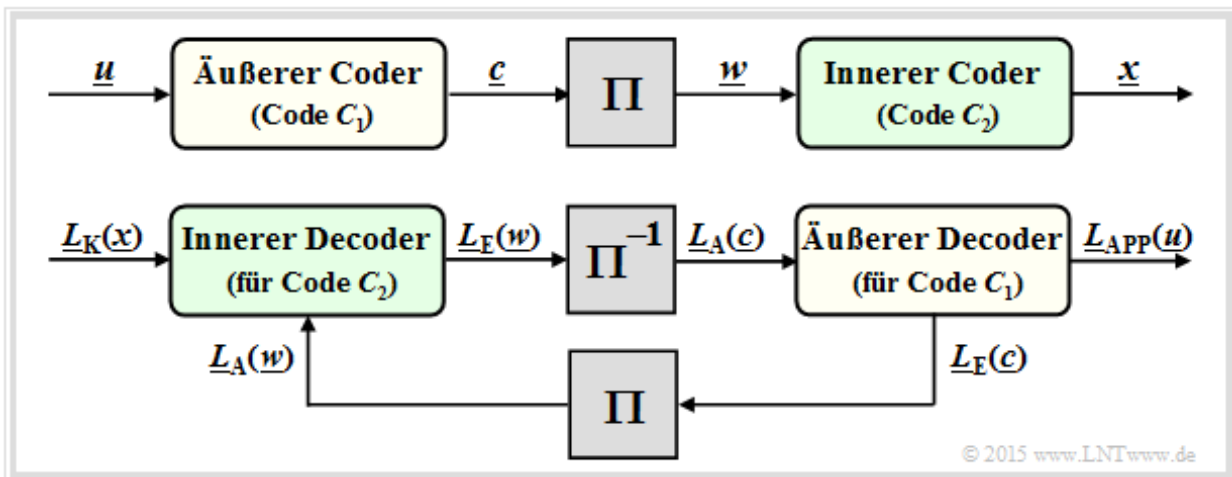 u
Äußerer Coder
(Code C1)
c
Π
w
Innerer Coder
(Code C2)
x
LK(x)
Innerer Decoder
(für Code C2)
LE(w)
Π−1
LA(c)
Äußerer Decoder
(für Code C1)
LAPP(u)
LA(w)
Π
LE(c)
© 2015 www.LNTwww.de